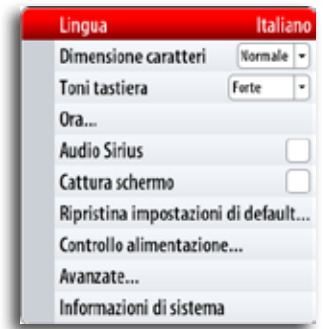 Lingua Italiano
Dimensione caratteri Normale
Toni tastiera Forte
Ora...
Audio Sirius
Cattura schermo
Ripristina impostazioni di default...
Controllo alimentazione...
Avanzate...
Informazioni di sistema